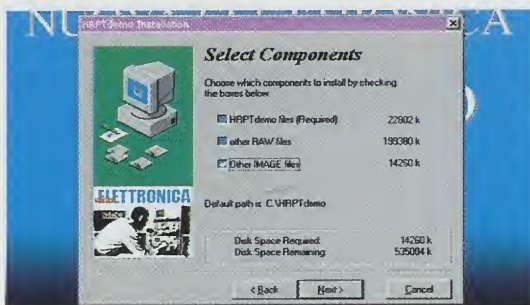 HRPTdemo Installation
Select Components
Choose which components to install by checking
the boxes below
HRPTdemo files (Required) 22802 k
other RAW files 199380 k
Other IMAGE files 14260 k
ELETTRONICA
Default path is C:\HRPTdemo
Disk Space Required: 14260 k
Disk Space Remaining: 535084 k
< Back Next > Cancel